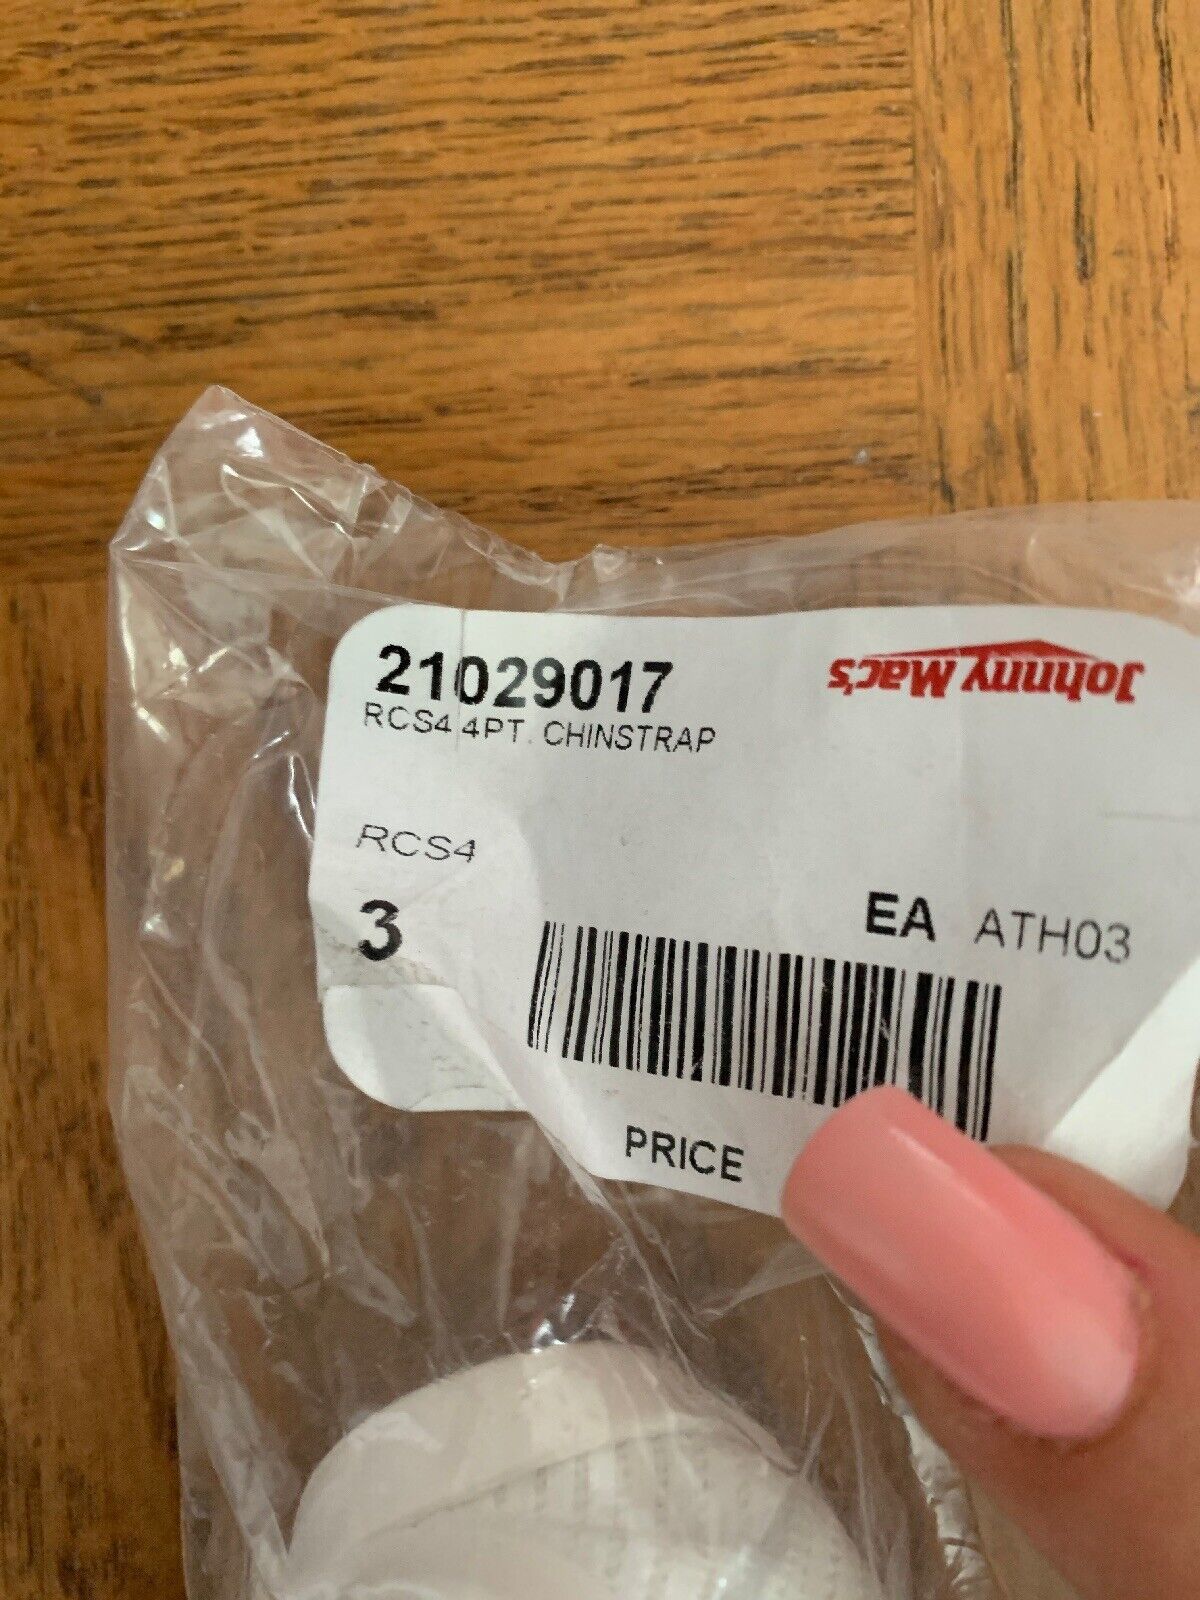 21029017
Johnny Mac's
RCS4 4PT. CHINSTRAP
RCS4
3
EA ATH03
PRICE